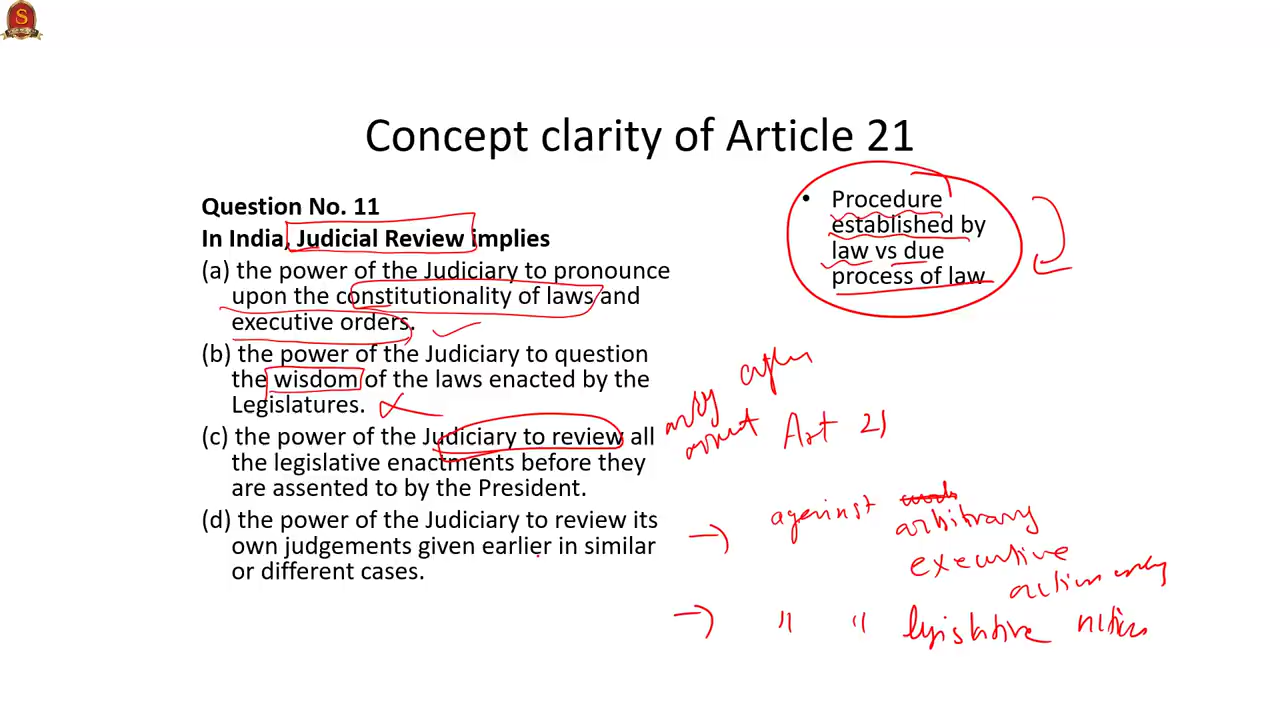 S
Concept clarity of Article 21
Question No. 11
In India, Judicial Review implies
(a) the power of the Judiciary to pronounce
upon the constitutionality of laws and
executive orders.
(b) the power of the Judiciary to question
the wisdom of the laws enacted by the
Legislatures.
(c) the power of the Judiciary to review all
the legislative enactments before they
are assented to by the President.
(d) the power of the Judiciary to review its
own judgements given earlier in similar
or different cases.
• Procedure
established by
law vs due
process of law
Art 21
→ against arbitrary
executive
action only
→ " " legislative